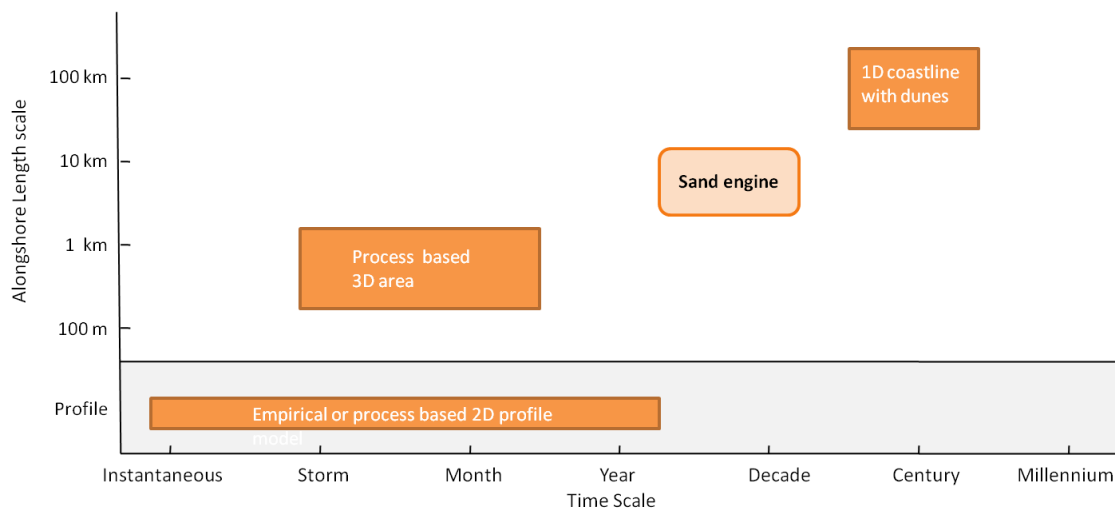 Alongshore Length scale
100 km
10 km
1 km
100 m
Profile
1D coastline
with dunes
Sand engine
Process based
3D area
Empirical or process based 2D profile
model
Instantaneous
Storm
Month
Year
Decade
Century
Millennium
Time Scale